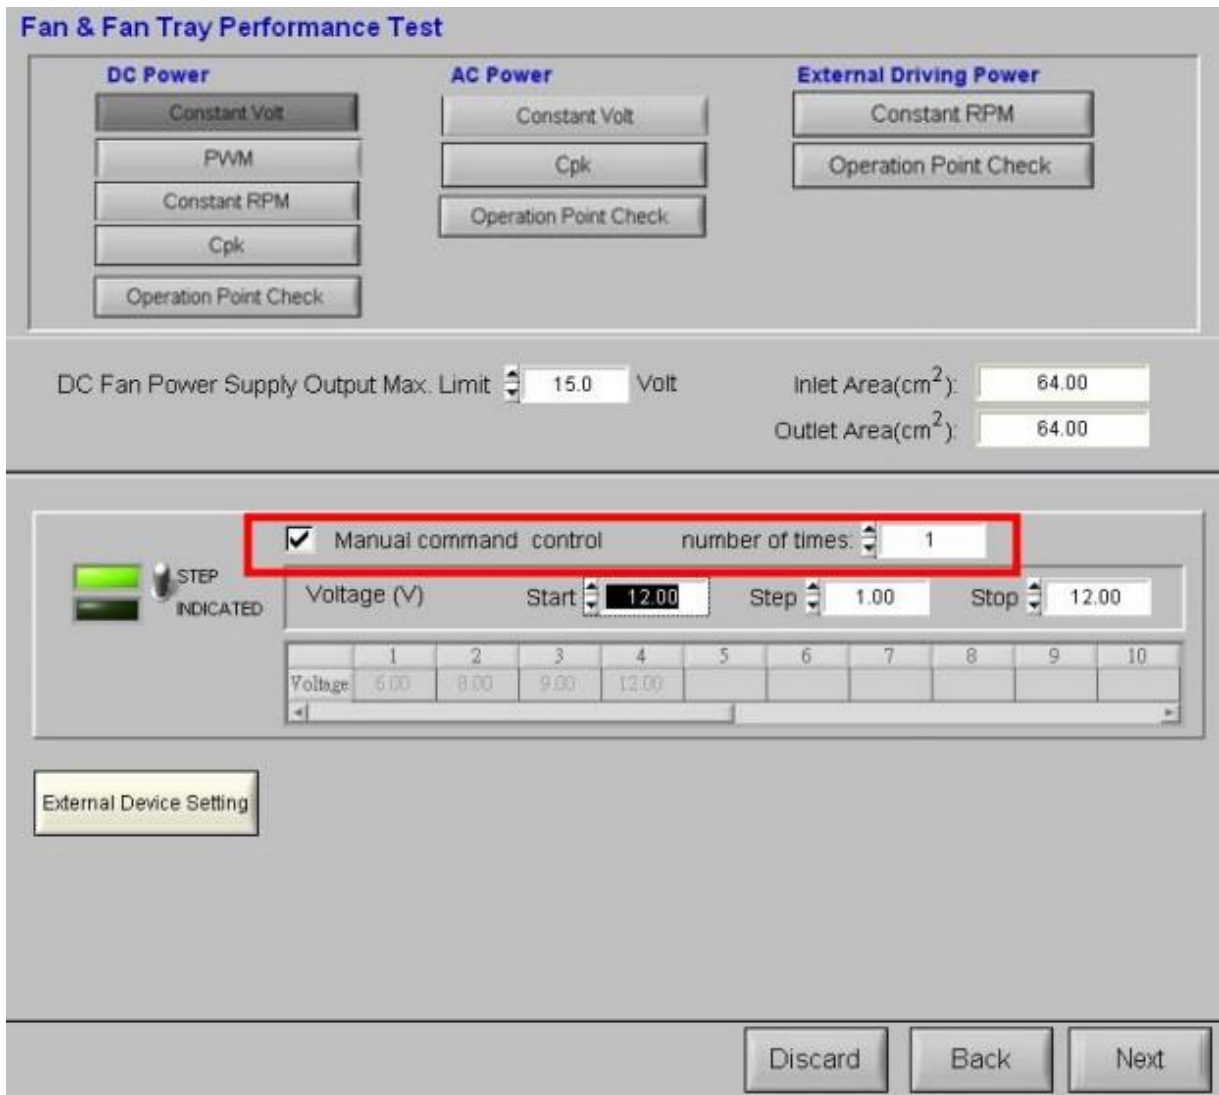 Fan & Fan Tray Performance Test
DC Power
Constant Volt
PWM
Constant RPM
Cpk
Operation Point Check
AC Power
Constant Volt
Cpk
Operation Point Check
External Driving Power
Constant RPM
Operation Point Check
DC Fan Power Supply Output Max. Limit 15.0 Volt
Inlet Area(cm2): 64.00
Outlet Area(cm2): 64.00
Manual command control number of times: 1
STEP
INDICATED
Voltage (V) Start 12.00 Step 1.00 Stop 12.00
1 2 3 4 5 6 7 8 9 10
Voltage 6.00 8.00 9.00 12.00
External Device Setting
Discard Back Next